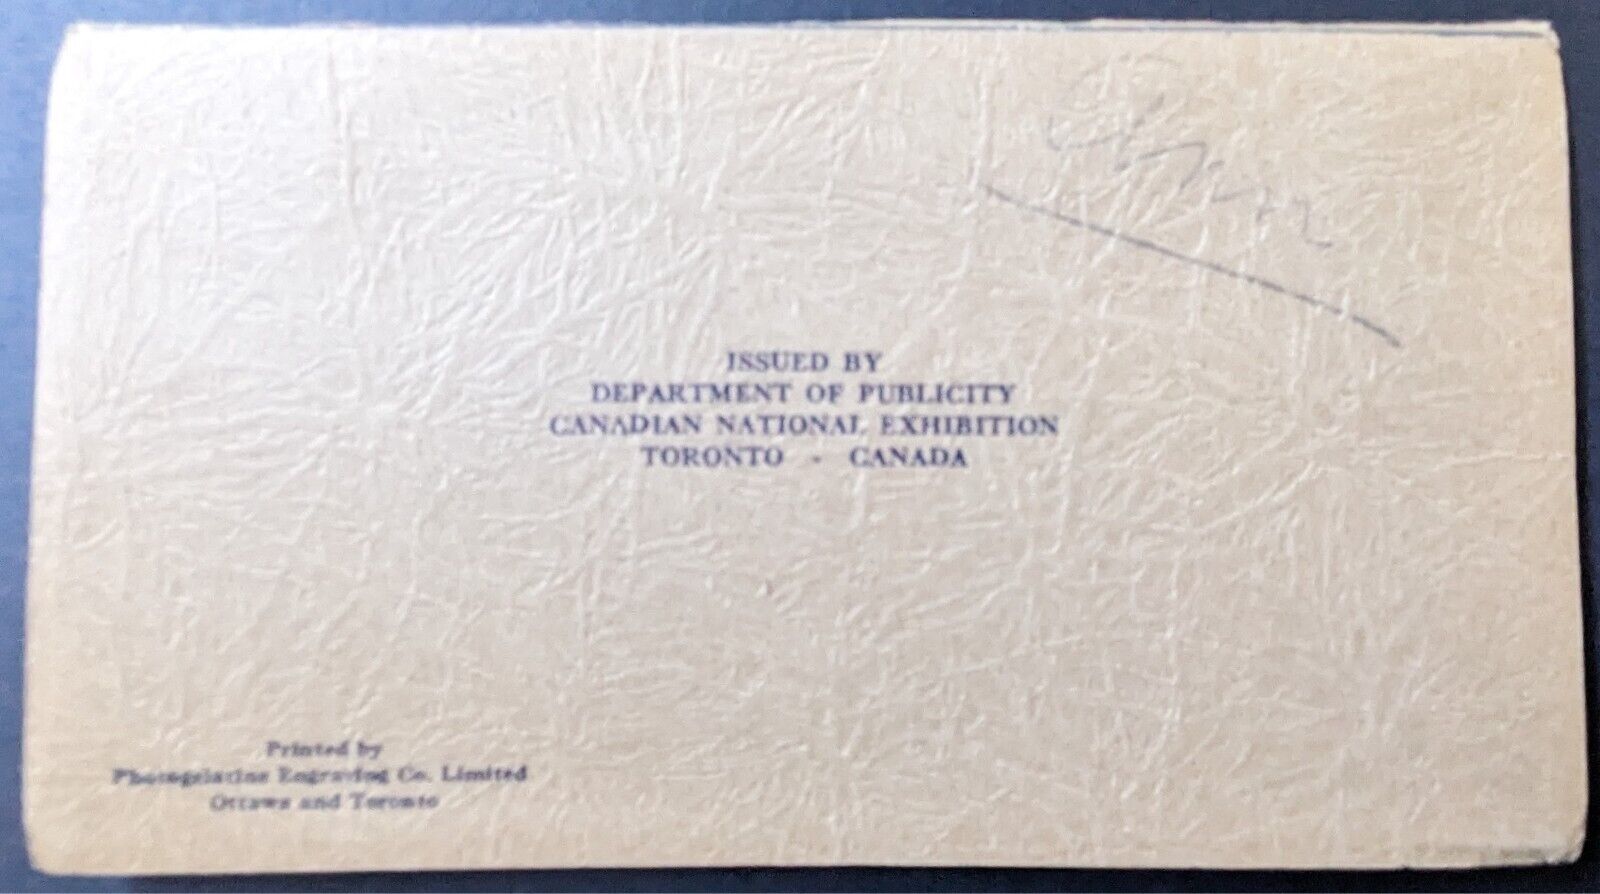 ISSUED BY
DEPARTMENT OF PUBLICITY
CANADIAN NATIONAL EXHIBITION
TORONTO - CANADA
Printed by
Photogelatine Engraving Co. Limited
Ottawa and Toronto